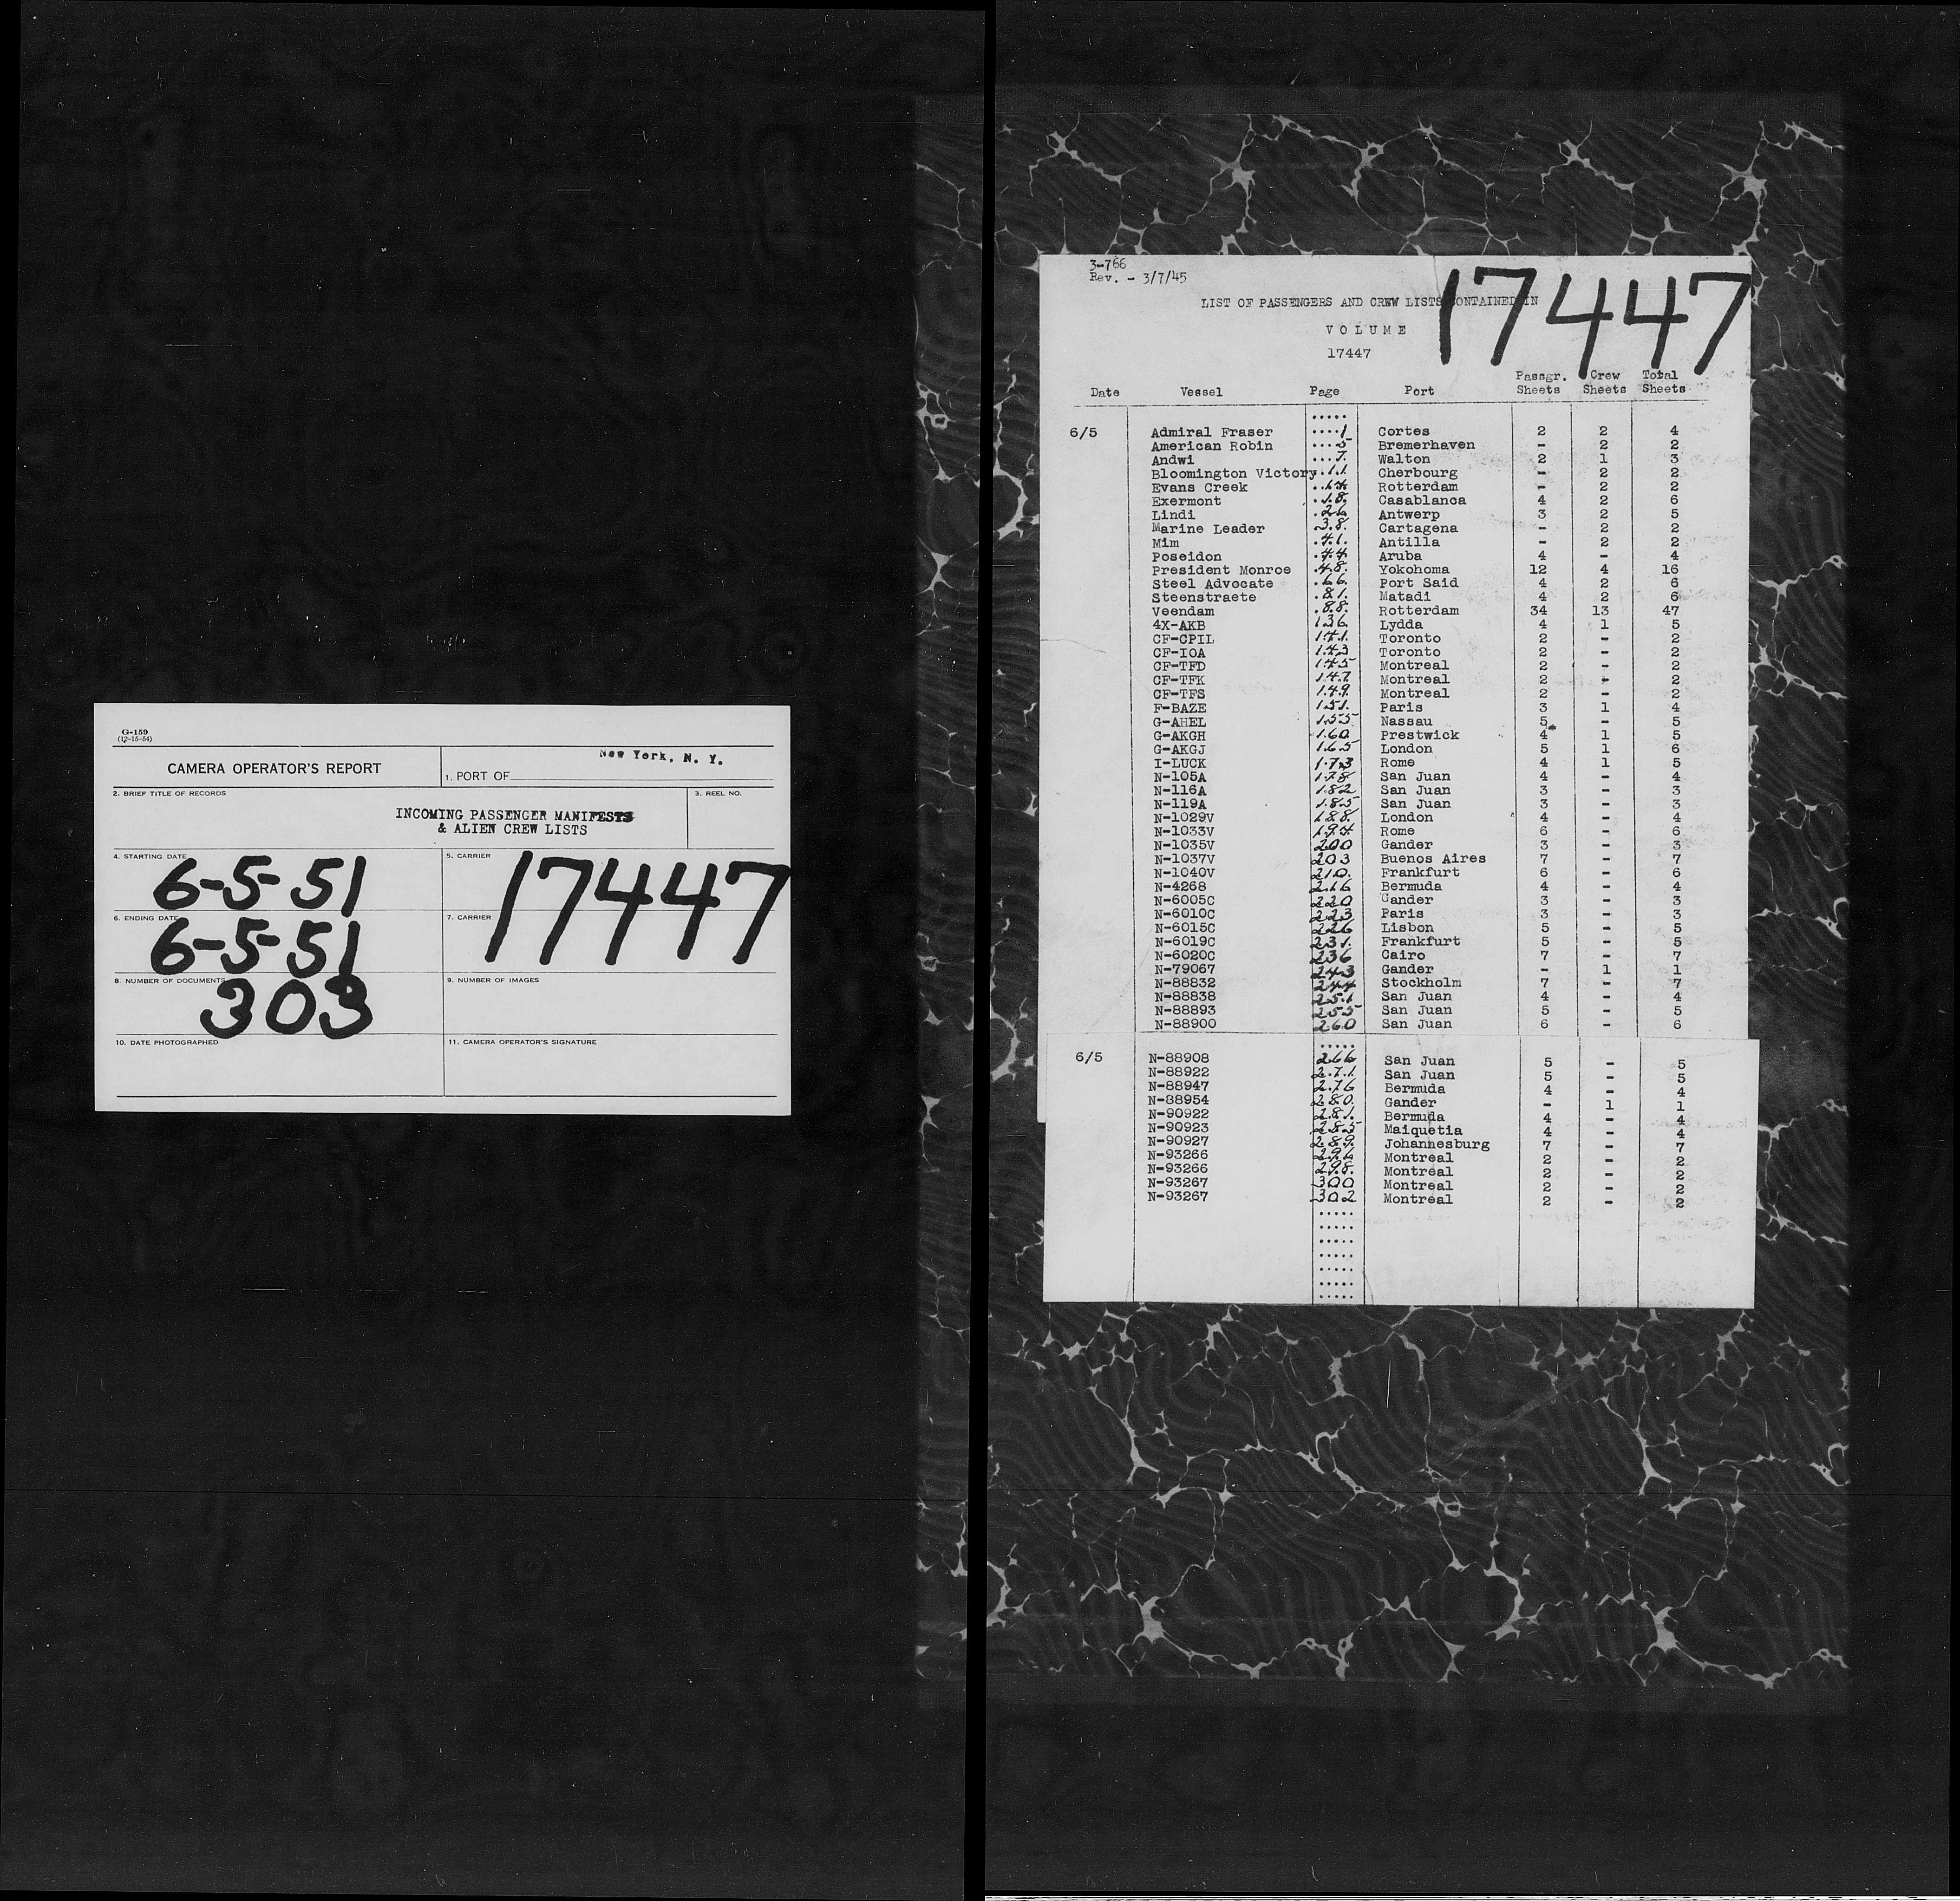 G-159
(12-15-54)
CAMERA OPERATOR'S REPORT
1. PORT OF New York, N. Y.
2. BRIEF TITLE OF RECORDS
3. REEL NO.
INCOMING PASSENGER MANIFESTS
& ALIEN CREW LISTS
4. STARTING DATE 6-5-51
5. CARRIER 17447
6. ENDING DATE 6-5-51
7. CARRIER
8. NUMBER OF DOCUMENTS 303
9. NUMBER OF IMAGES
10. DATE PHOTOGRAPHED
11. CAMERA OPERATOR'S SIGNATURE
3-766
Rev. - 3/7/45
17447
LIST OF PASSENGERS AND CREW LISTS CONTAINED IN
VOLUME
17447
Date Vessel Page Port Passgr. Sheets Crew Sheets Total Sheets
6/5 Admiral Fraser ....1 Cortes 2 2 4
American Robin ....5 Bremerhaven - 2 2
Andwi ...7. Walton 2 1 3
Bloomington Victory .11. Cherbourg - 2 2
Evans Creek ..14. Rotterdam - 2 2
Exermont .18. Casablanca 4 2 6
Lindi .26 Antwerp 3 2 5
Marine Leader .38. Cartagena - 2 2
Mim .41. Antilla - 2 2
Poseidon .44. Aruba 4 - 4
President Monroe .48. Yokohoma 12 4 16
Steel Advocate .66. Port Said 4 2 6
Steenstraete .81. Matadi 4 2 6
Veendam .88. Rotterdam 34 13 47
4X-AKB 136. Lydda 4 1 5
CF-CPIL 141. Toronto 2 - 2
CF-IOA 143 Toronto 2 - 2
CF-TFD 145 Montreal 2 - 2
CF-TFK 147 Montreal 2 - 2
CF-TFS 149. Montreal 2 - 2
F-BAZE 151. Paris 3 1 4
G-AHEL 155 Nassau 5 - 5
G-AKGH 160 Prestwick 4 1 5
G-AKGJ 165 London 5 1 6
I-LUCK 173 Rome 4 1 5
N-105A 178 San Juan 4 - 4
N-116A 182 San Juan 3 - 3
N-119A 185 San Juan 3 - 3
N-1029V 188. London 4 - 4
N-1033V 194 Rome 6 - 6
N-1035V 200 Gander 3 - 3
N-1037V 203 Buenos Aires 7 - 7
N-1040V 210. Frankfurt 6 - 6
N-4268 216 Bermuda 4 - 4
N-6005C 220 Gander 3 - 3
N-6010C 223 Paris 3 - 3
N-6015C 226 Lisbon 5 - 5
N-6019C 231. Frankfurt 5 - 5
N-6020C 236 Cairo 7 - 7
N-79067 243 Gander - 1 1
N-88832 244 Stockholm 7 - 7
N-88838 251 San Juan 4 - 4
N-88893 255 San Juan 5 - 5
N-88900 260 San Juan 6 - 6
6/5 N-88908 266 San Juan 5 - 5
N-88922 271 San Juan 5 - 5
N-88947 276 Bermuda 4 - 4
N-88954 280. Gander - 1 1
N-90922 281. Bermuda 4 - 4
N-90923 285 Maiquetia 4 - 4
N-90927 289. Johannesburg 7 - 7
N-93266 296 Montreal 2 - 2
N-93266 298. Montreal 2 - 2
N-93267 300 Montreal 2 - 2
N-93267 302 Montreal 2 - 2